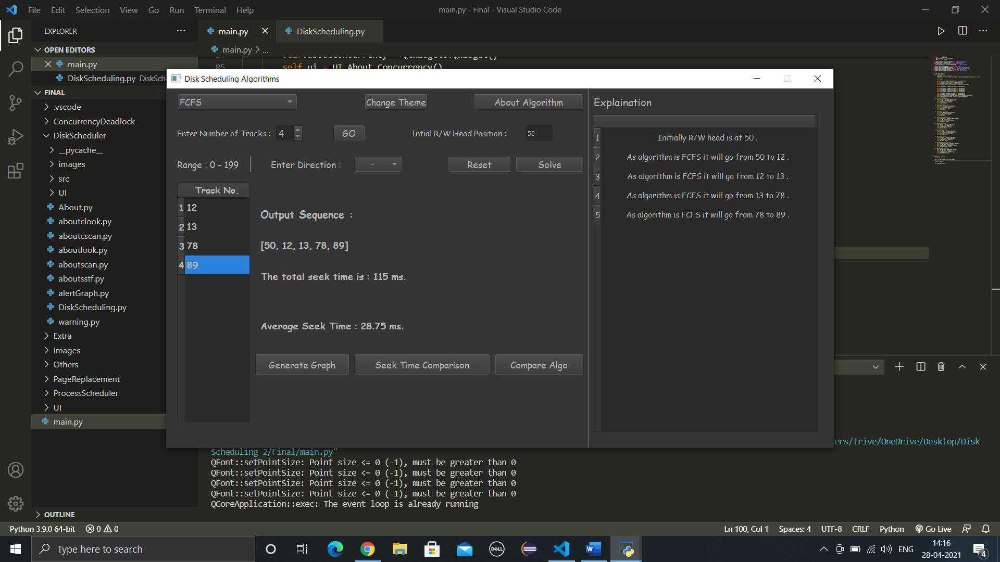 File Edit Selection View Go Run Terminal Help
main.py - Final - Visual Studio Code
EXPLORER
main.py
DiskScheduling.py
OPEN EDITORS
main.py > ...
main.py
85
self.ui = UI_About_Concurrency()
DiskScheduling.py DiskSch
FINAL
.vscode
ConcurrencyDeadlock
DiskScheduler
__pycache__
images
src
UI
About.py
aboutclook.py
aboutcscan.py
aboutlook.py
aboutscan.py
aboutsstf.py
alertGraph.py
DiskScheduling.py
warning.py
Extra
Images
Others
PageReplacement
ProcessScheduler
UI
main.py
OUTLINE
Disk Scheduling Algorithms
FCFS
Change Theme
About Algorithm
Enter Number of Tracks : 4
GO
Intial R/W Head Position : 50
Range : 0 - 199
Enter Direction : -
Reset
Solve
Track No.
1 12
2 13
3 78
4 89
Output Sequence :
[50, 12, 13, 78, 89]
The total seek time is : 115 ms.
Average Seek Time : 28.75 ms.
Generate Graph
Seek Time Comparison
Compare Algo
Explaination
1 Initially R/W head is at 50 .
2 As algorithm is FCFS it will go from 50 to 12 .
3 As algorithm is FCFS it will go from 12 to 13 .
4 As algorithm is FCFS it will go from 13 to 78 .
5 As algorithm is FCFS it will go from 78 to 89 .
ers/trive/OneDrive/Desktop/Disk
Scheduling 2/Final/main.py"
QFont::setPointSize: Point size <= 0 (-1), must be greater than 0
QFont::setPointSize: Point size <= 0 (-1), must be greater than 0
QFont::setPointSize: Point size <= 0 (-1), must be greater than 0
QFont::setPointSize: Point size <= 0 (-1), must be greater than 0
QCoreApplication::exec: The event loop is already running
Python 3.9.0 64-bit 0 0
Ln 100, Col 1 Spaces: 4 UTF-8 CRLF Python Go Live
Type here to search
DELL
ENG
14:16
28-04-2021
4